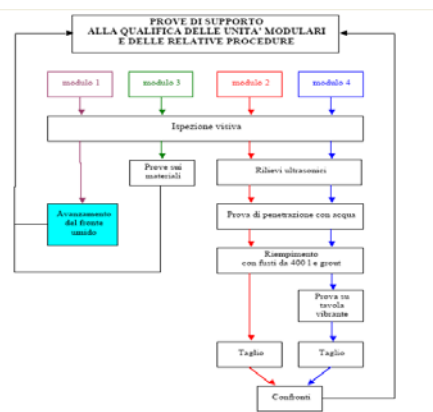 PROVE DI SUPPORTO
ALLA QUALIFICA DELLE UNITA' MODULARI
E DELLE RELATIVE PROCEDURE
modulo 1
modulo 3
modulo 2
modulo 4
Ispezione visiva
Prove sui
materiali
Rilievi ultrasonici
Avanzamento
del fronte
umido
Prova di penetrazione con acqua
Riempimento
con fusti da 400 l e grout
Prova su
tavola
vibrante
Taglio
Taglio
Confronti